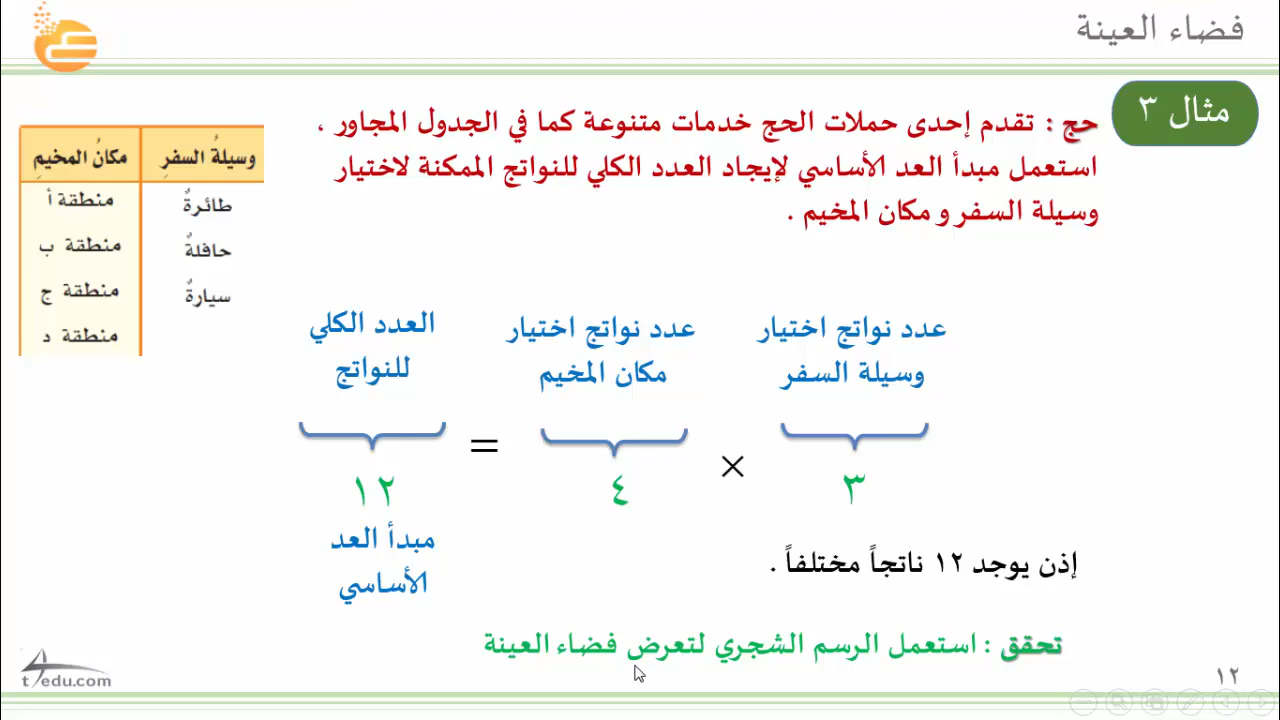 فضاء العينة
مثال ٣
حج : تقدم إحدى حملات الحج خدمات متنوعة كما في الجدول المجاور ،
استعمل مبدأ العد الأساسي لإيجاد العدد الكلي للنواتج الممكنة لاختيار
وسيلة السفر و مكان المخيم .
وسيلةُ السفرِ مكانُ المخيمِ
طائرةٌ منطقة أ
حافلةٌ منطقة ب
سيارةٌ منطقة ج
منطقة د
عدد نواتج اختيار
وسيلة السفر
عدد نواتج اختيار
مكان المخيم
العدد الكلي
للنواتج
٣ × ٤ = ١٢
مبدأ العد
الأساسي
إذن يوجد ١٢ ناتجاً مختلفاً .
تحقق : استعمل الرسم الشجري لتعرض فضاء العينة
t4edu.com
١٢